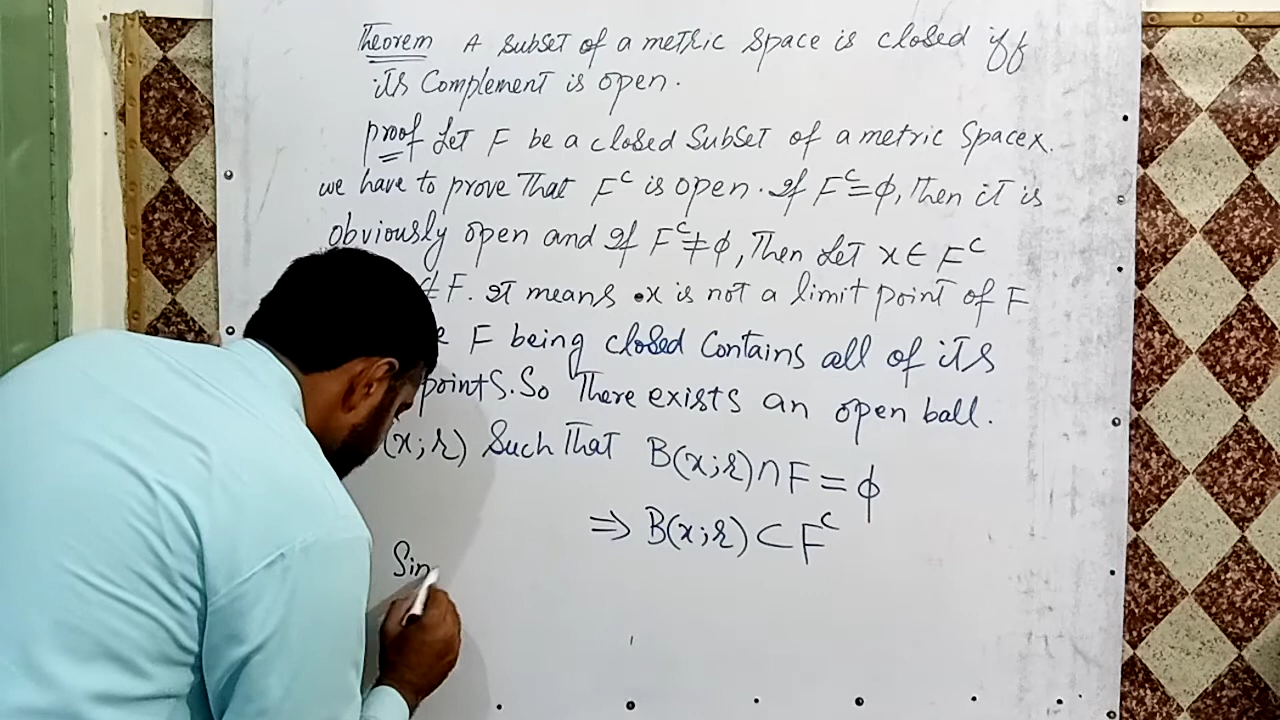 Theorem A subset of a metric space is closed iff
its Complement is open.
proof Let F be a closed Subset of a metric Space X.
we have to prove That F^c is open. If F^c = ϕ, Then it is
obviously open and if F^c ≠ ϕ, Then Let x ∈ F^c
∉ F. It means x is not a limit point of F
F being closed Contains all of its
points. So There exists an open ball.
(x; r) Such That B(x; r) ∩ F = ϕ
⇒ B(x; r) ⊂ F^c
Sin